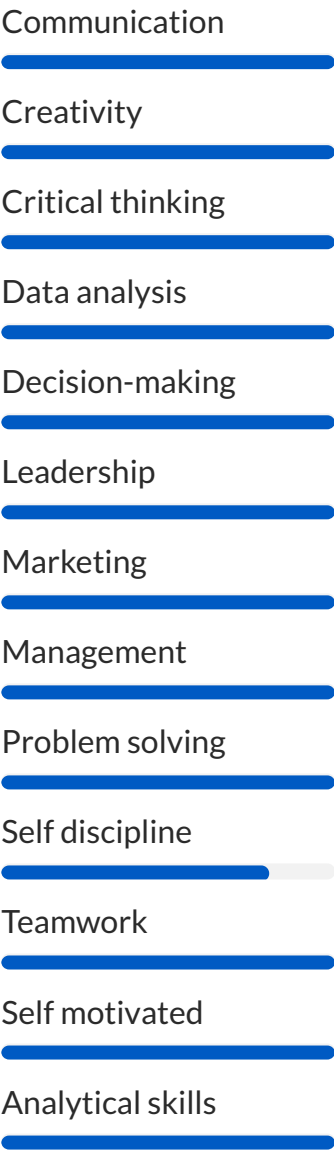 Communication
Creativity
Critical thinking
Data analysis
Decision-making
Leadership
Marketing
Management
Problem solving
Self discipline
Teamwork
Self motivated
Analytical skills